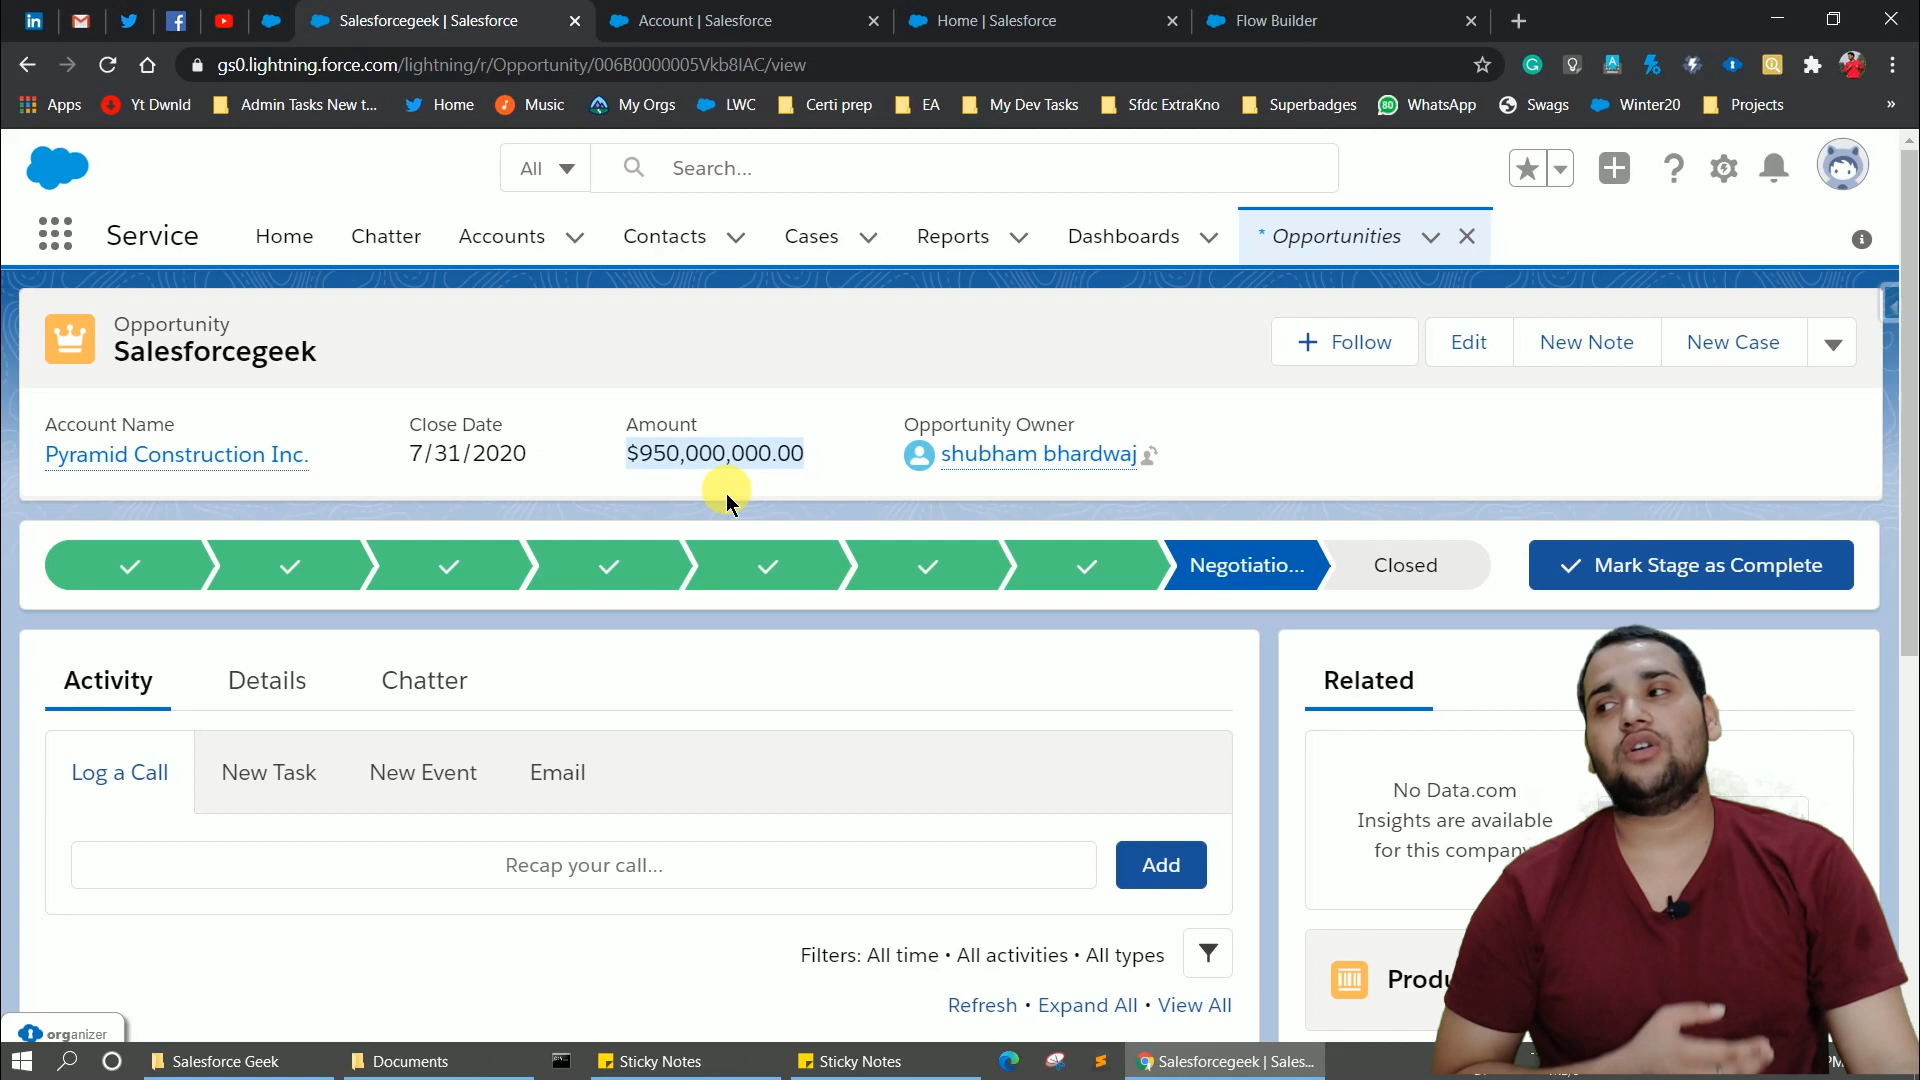 Salesforcegeek | Salesforce
Account | Salesforce
Home | Salesforce
Flow Builder
gs0.lightning.force.com/lightning/r/Opportunity/006B0000005Vkb8IAC/view
Apps
Yt Dwnld
Admin Tasks New t...
Home
Music
My Orgs
LWC
Certi prep
EA
My Dev Tasks
Sfdc ExtraKno
Superbadges
WhatsApp
Swags
Winter20
Projects
»
All
Search...
Service
Home
Chatter
Accounts
Contacts
Cases
Reports
Dashboards
* Opportunities
Opportunity
Salesforcegeek
Follow
Edit
New Note
New Case
Account Name
Pyramid Construction Inc.
Close Date
7/31/2020
Amount
$950,000,000.00
Opportunity Owner
shubham bhardwaj
Negotiatio...
Closed
Mark Stage as Complete
Activity
Details
Chatter
Related
Log a Call
New Task
New Event
Email
Recap your call...
Add
No Data.com
Insights are available
for this company
Filters: All time • All activities • All types
Refresh • Expand All • View All
Produ
organizer
Salesforce Geek
Documents
Sticky Notes
Sticky Notes
Salesforcegeek | Sales...